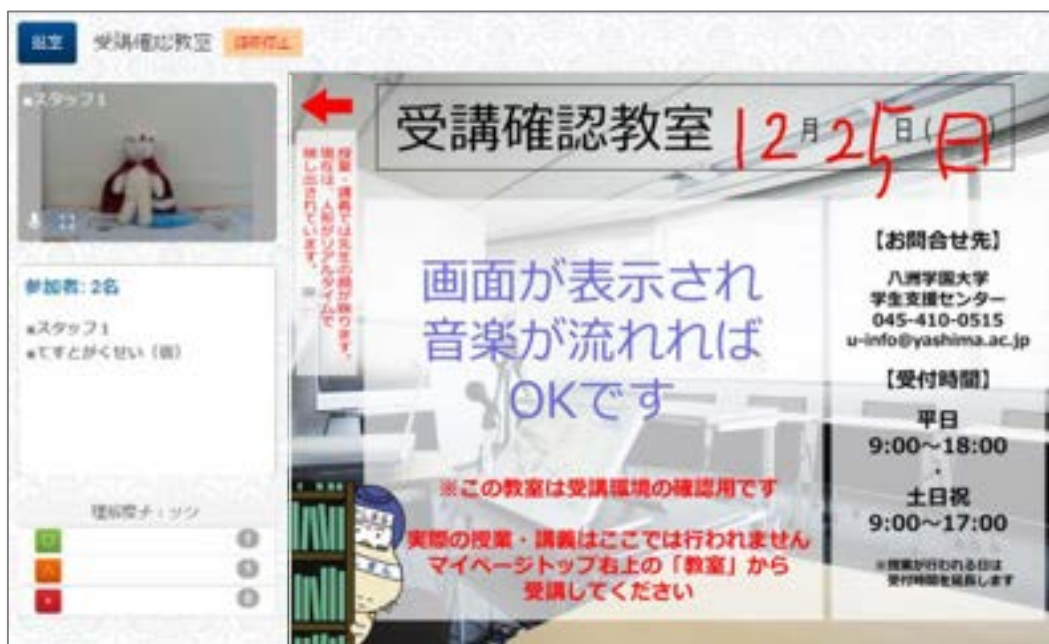 退室
受講確認教室
■スタッフ1
参加者: 2名
■スタッフ1
■てすとがくせい（仮）
理解度チェック
授業・講義では先生の顔が映ります。
現在は、人形がリアルタイムで
映し出されています。
受講確認教室 12月25日(日)
画面が表示され
音楽が流れれば
OKです
※この教室は受講環境の確認用です
実際の授業・講義はここでは行われません
マイページトップ右上の「教室」から
受講してください
【お問合せ先】
八洲学園大学
学生支援センター
045-410-0515
u-info@yashima.ac.jp
【受付時間】
平日
9:00～18:00
・
土日祝
9:00～17:00
※授業が行われる日は
受付時間を延長します